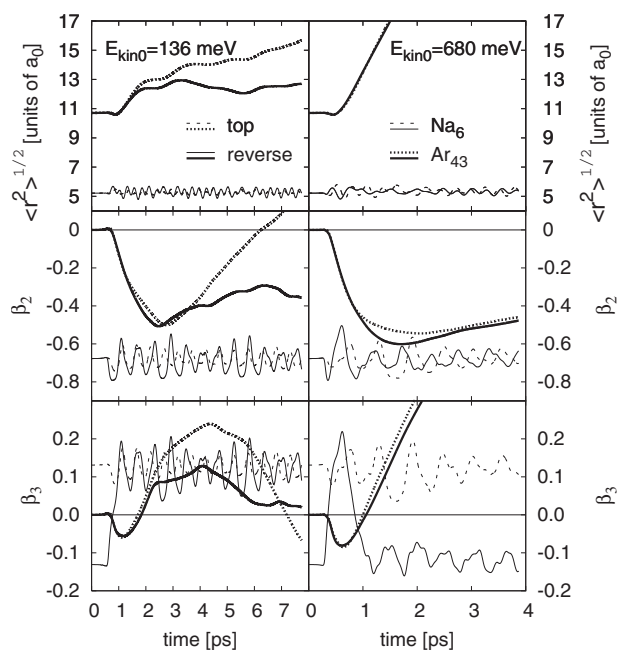 E_kin0=136 meV
E_kin0=680 meV
<r²>^1/2 [units of a_0]
17
15
13
11
9
7
5
top
reverse
Na_6
Ar_43
17
15
13
11
9
7
5
<r²>^1/2 [units of a_0]
β_2
0
-0.2
-0.4
-0.6
-0.8
0
-0.2
-0.4
-0.6
-0.8
β_2
β_3
0.2
0.1
0.0
-0.1
-0.2
0.2
0.1
0.0
-0.1
-0.2
β_3
0 1 2 3 4 5 6 7
0 1 2 3 4
time [ps]
time [ps]